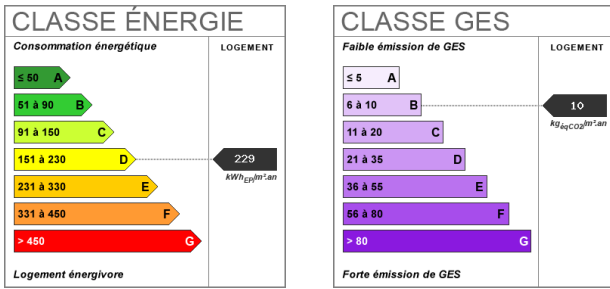 CLASSE ÉNERGIE
Consommation énergétique
LOGEMENT
≤ 50 A
51 à 90 B
91 à 150 C
151 à 230 D
229
kWhEP/m².an
231 à 330 E
331 à 450 F
> 450 G
Logement énergivore
CLASSE GES
Faible émission de GES
LOGEMENT
≤ 5 A
6 à 10 B
10
kgéqCO2/m².an
11 à 20 C
21 à 35 D
36 à 55 E
56 à 80 F
> 80 G
Forte émission de GES